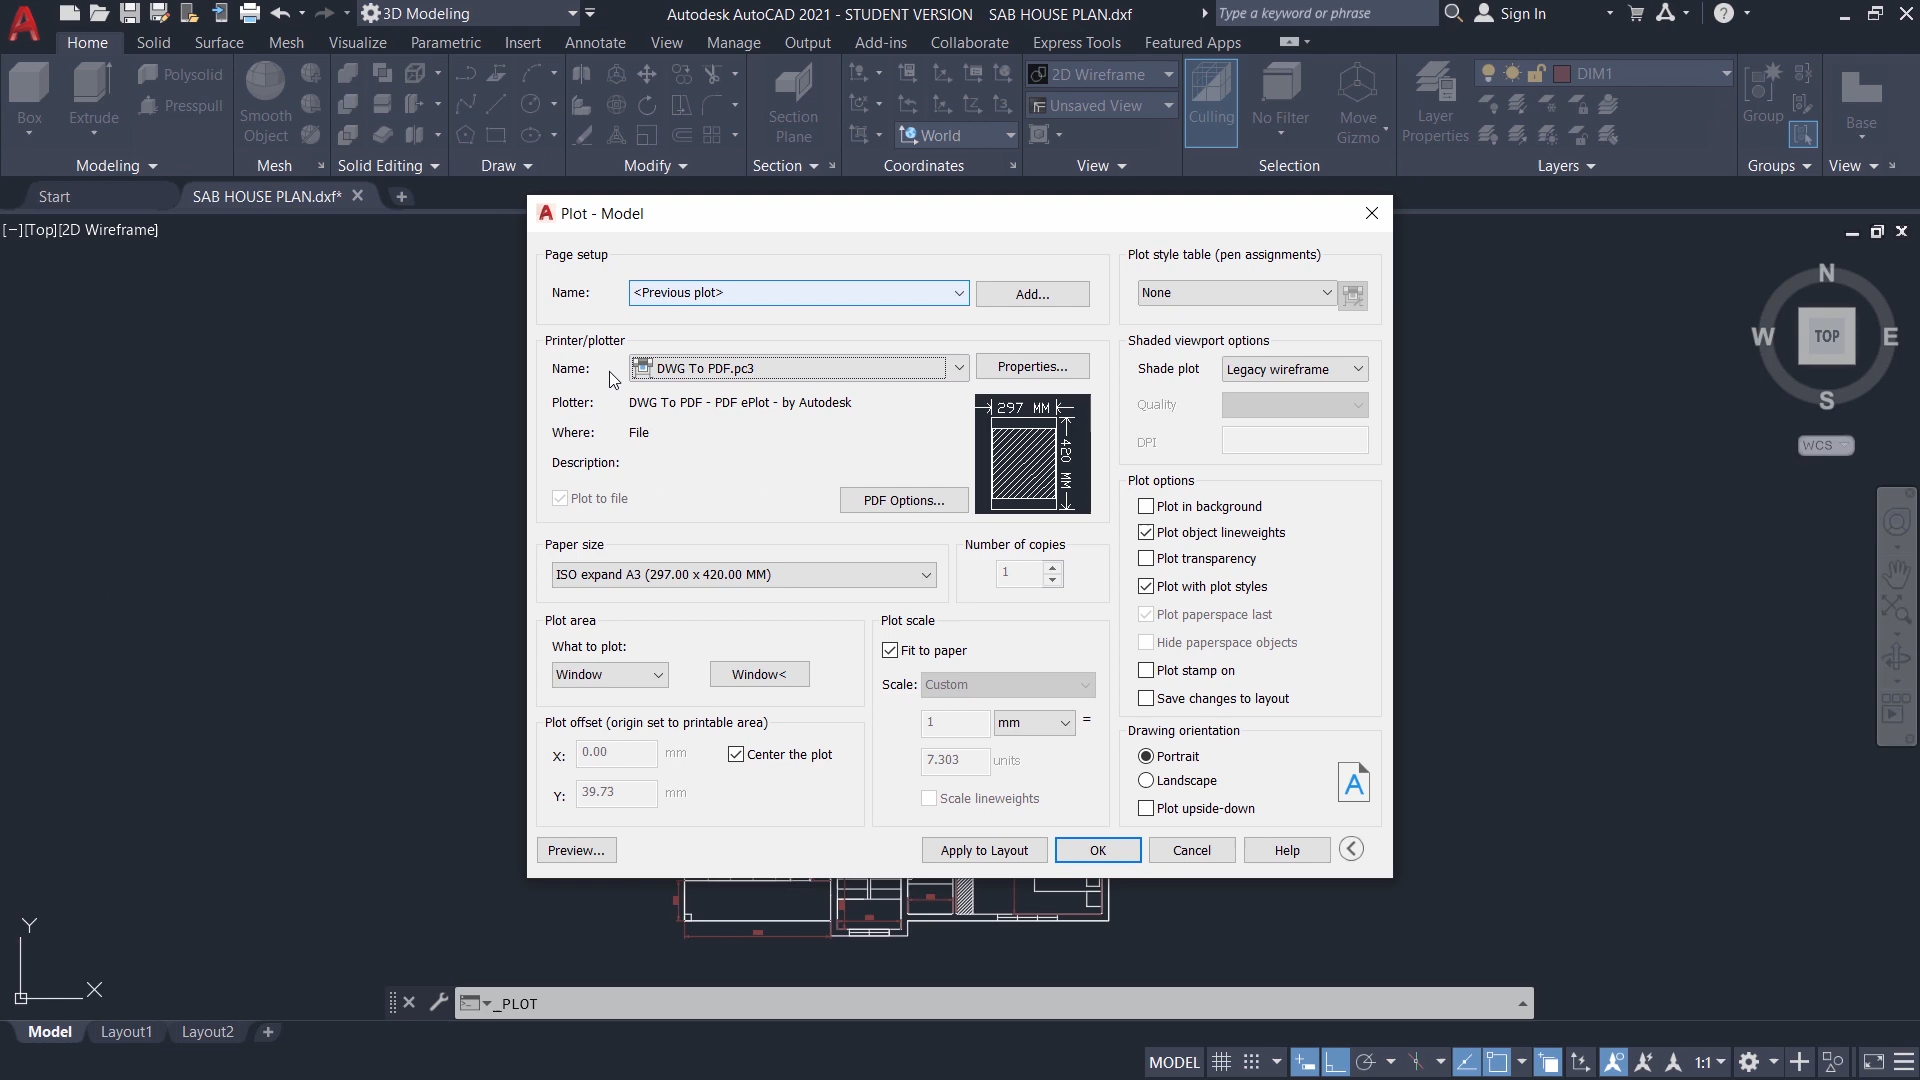 3D Modeling
Autodesk AutoCAD 2021 - STUDENT VERSION SAB HOUSE PLAN.dxf
Type a keyword or phrase
Sign In
Home Solid Surface Mesh Visualize Parametric Insert Annotate View Manage Output Add-ins Collaborate Express Tools Featured Apps
Polysolid
Presspull
Box
Extrude
Smooth
Object
Section
Plane
World
2D Wireframe
Unsaved View
Culling
No Filter
Move
Gizmo
Layer
Properties
DIM1
Group
Base
Modeling Mesh Solid Editing Draw Modify Section Coordinates View Selection Layers Groups View
Start
SAB HOUSE PLAN.dxf*
[−][Top][2D Wireframe]
Plot - Model
Page setup
Name: <Previous plot> Add...
Printer/plotter
Name: DWG To PDF.pc3 Properties...
Plotter: DWG To PDF - PDF ePlot - by Autodesk
Where: File
Description:
Plot to file
PDF Options...
297 MM
420 MM
Paper size
ISO expand A3 (297.00 x 420.00 MM)
Number of copies
1
Plot area
What to plot:
Window
Window<
Plot offset (origin set to printable area)
X: 0.00 mm
Center the plot
Y: 39.73 mm
Plot scale
Fit to paper
Scale: Custom
1 mm =
7.303 units
Scale lineweights
Plot style table (pen assignments)
None
Shaded viewport options
Shade plot Legacy wireframe
Quality
DPI
Plot options
Plot in background
Plot object lineweights
Plot transparency
Plot with plot styles
Plot paperspace last
Hide paperspace objects
Plot stamp on
Save changes to layout
Drawing orientation
Portrait
Landscape
Plot upside-down
A
Preview...
Apply to Layout
OK
Cancel
Help
N
W
TOP
E
S
WCS
Y
X
_PLOT
Model Layout1 Layout2
MODEL
1:1